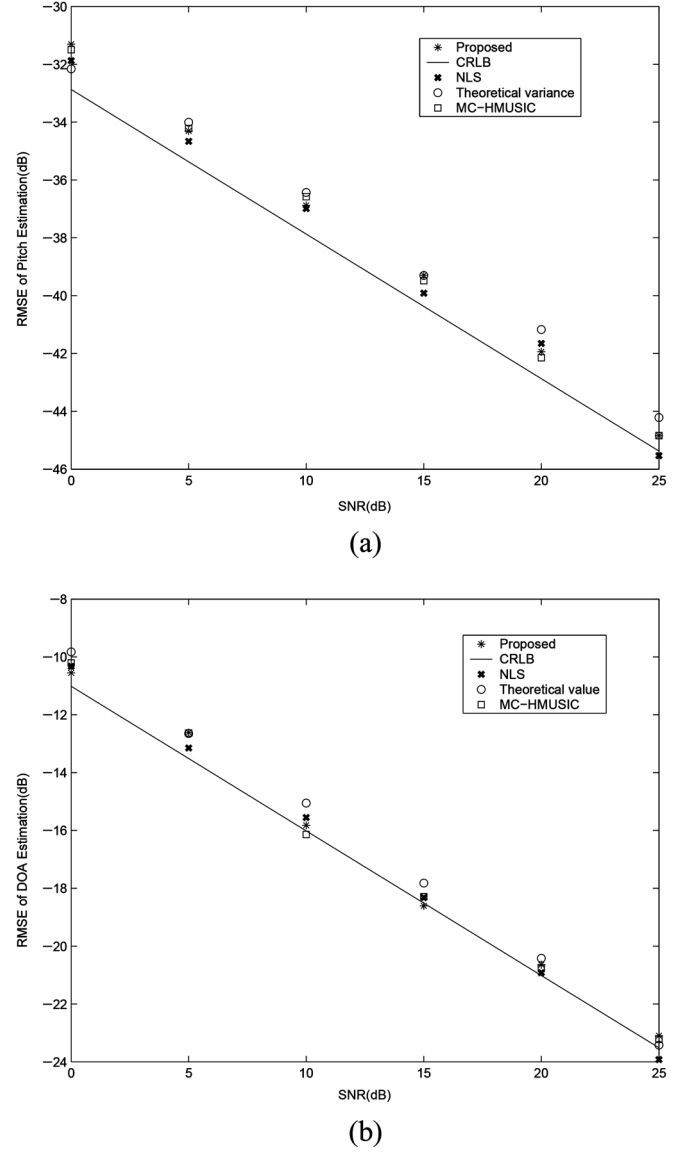 −30
−32
−34
−36
−38
−40
−42
−44
−46
RMSE of Pitch Estimation(dB)
Proposed
CRLB
NLS
Theoretical variance
MC−HMUSIC
0 5 10 15 20 25
SNR(dB)
(a)
−8
−10
−12
−14
−16
−18
−20
−22
−24
RMSE of DOA Estimation(dB)
Proposed
CRLB
NLS
Theoretical value
MC−HMUSIC
0 5 10 15 20 25
SNR(dB)
(b)